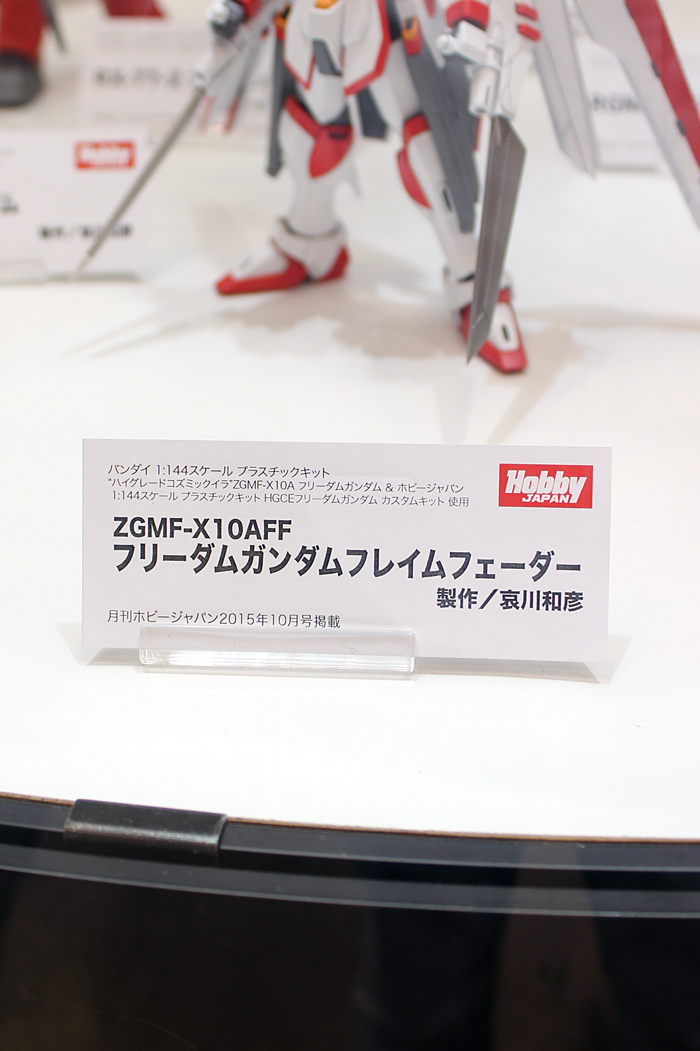 バンダイ 1:144スケール プラスチックキット
"ハイグレードコズミックイラ"ZGMF-X10A フリーダムガンダム & ホビージャパン
1:144スケール プラスチックキット HGCEフリーダムガンダム カスタムキット 使用
Hobby
JAPAN
ZGMF-X10AFF
フリーダムガンダムフレイムフェーダー
製作／哀川和彦
月刊ホビージャパン2015年10月号掲載
Hobby